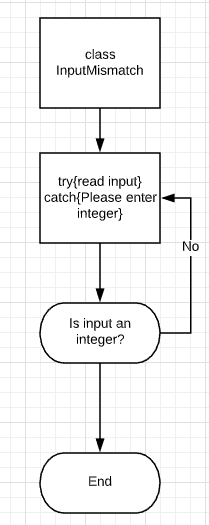 class
InputMismatch
try{read input}
catch{Please enter
integer}
No
Is input an
integer?
End